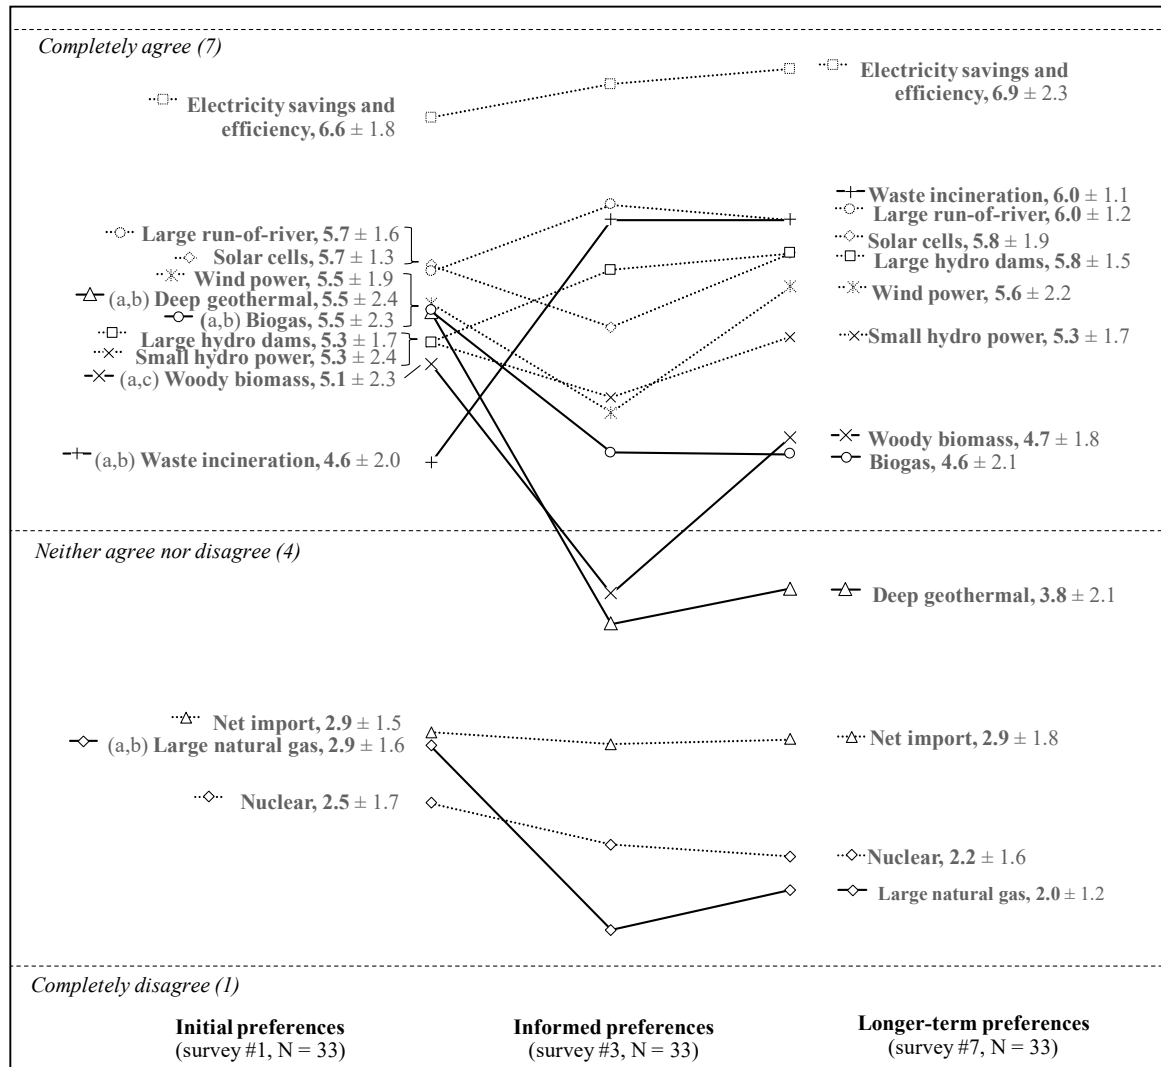 Completely agree (7)
Electricity savings and
efficiency, 6.6 ± 1.8
Electricity savings and
efficiency, 6.9 ± 2.3
Large run-of-river, 5.7 ± 1.6
Solar cells, 5.7 ± 1.3
Wind power, 5.5 ± 1.9
(a,b) Deep geothermal, 5.5 ± 2.4
(a,b) Biogas, 5.5 ± 2.3
Large hydro dams, 5.3 ± 1.7
Small hydro power, 5.3 ± 2.4
(a,c) Woody biomass, 5.1 ± 2.3
(a,b) Waste incineration, 4.6 ± 2.0
Waste incineration, 6.0 ± 1.1
Large run-of-river, 6.0 ± 1.2
Solar cells, 5.8 ± 1.9
Large hydro dams, 5.8 ± 1.5
Wind power, 5.6 ± 2.2
Small hydro power, 5.3 ± 1.7
Woody biomass, 4.7 ± 1.8
Biogas, 4.6 ± 2.1
Neither agree nor disagree (4)
Deep geothermal, 3.8 ± 2.1
Net import, 2.9 ± 1.5
(a,b) Large natural gas, 2.9 ± 1.6
Nuclear, 2.5 ± 1.7
Net import, 2.9 ± 1.8
Nuclear, 2.2 ± 1.6
Large natural gas, 2.0 ± 1.2
Completely disagree (1)
Initial preferences
(survey #1, N = 33)
Informed preferences
(survey #3, N = 33)
Longer-term preferences
(survey #7, N = 33)